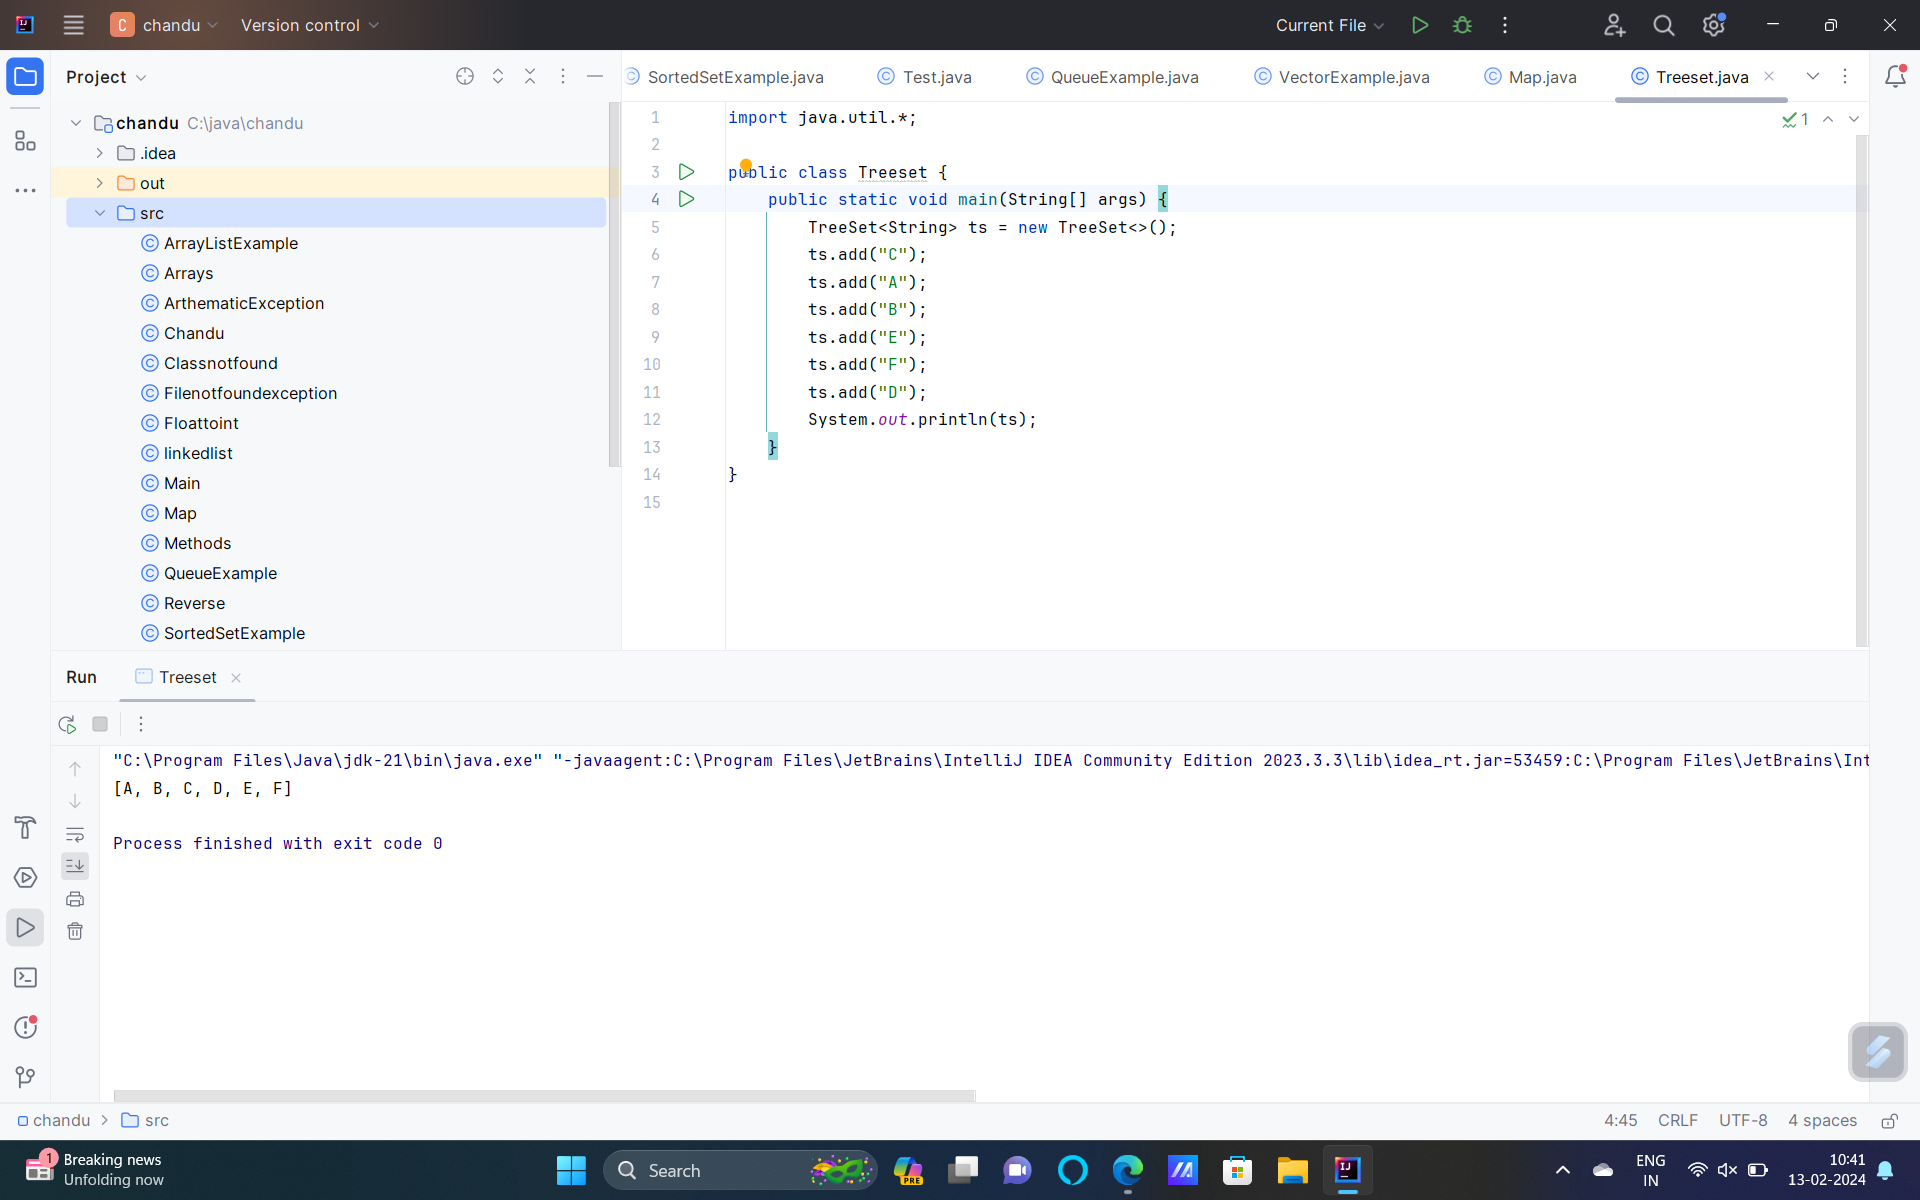 C chandu Version control Current File
Project
SortedSetExample.java Test.java QueueExample.java VectorExample.java Map.java Treeset.java
chandu C:\java\chandu
.idea
out
src
ArrayListExample
Arrays
ArthematicException
Chandu
Classnotfound
Filenotfoundexception
Floattoint
linkedlist
Main
Map
Methods
QueueExample
Reverse
SortedSetExample
1 import java.util.*;
2
3 public class Treeset {
4 public static void main(String[] args) {
5 TreeSet<String> ts = new TreeSet<>();
6 ts.add("C");
7 ts.add("A");
8 ts.add("B");
9 ts.add("E");
10 ts.add("F");
11 ts.add("D");
12 System.out.println(ts);
13 }
14 }
15
1
Run Treeset
"C:\Program Files\Java\jdk-21\bin\java.exe" "-javaagent:C:\Program Files\JetBrains\IntelliJ IDEA Community Edition 2023.3.3\lib\idea_rt.jar=53459:C:\Program Files\JetBrains\Int
[A, B, C, D, E, F]
Process finished with exit code 0
chandu src 4:45 CRLF UTF-8 4 spaces
1 Breaking news
Unfolding now
Search
PRE
IJ
ENG
IN
10:41
13-02-2024